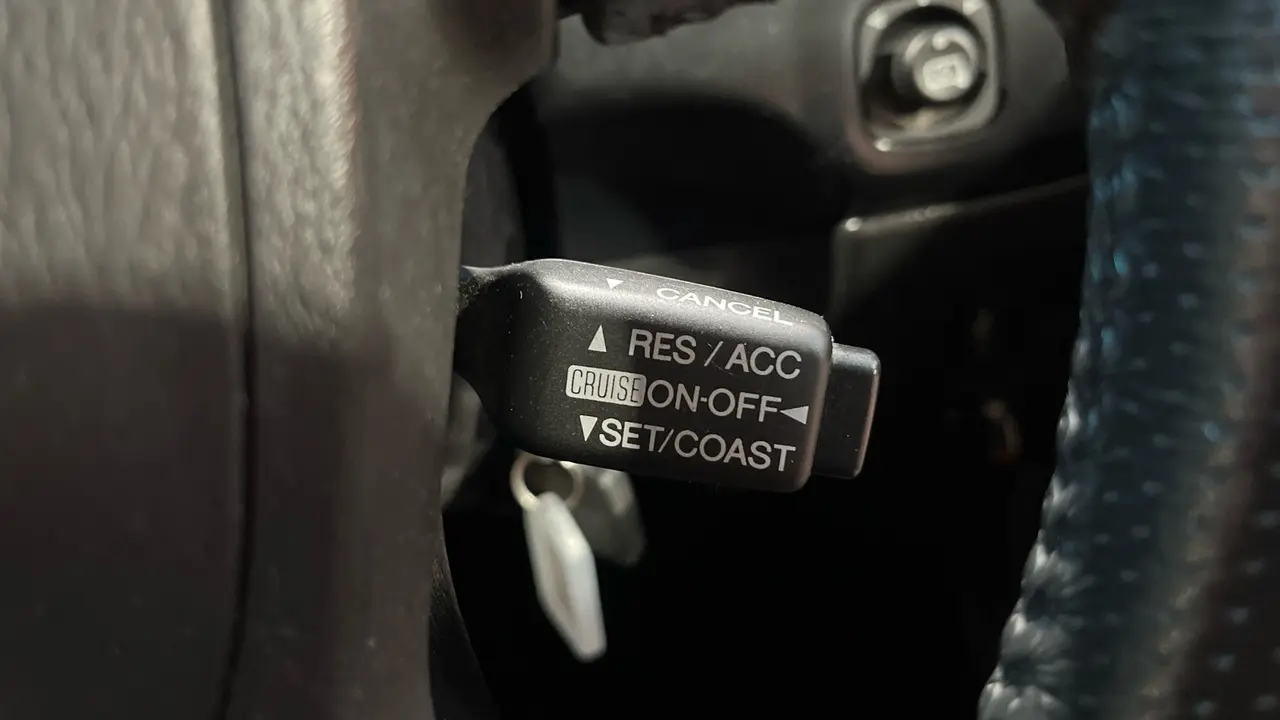 ▼ CANCEL
▲ RES / ACC
CRUISE ON-OFF ◀
▼ SET/COAST